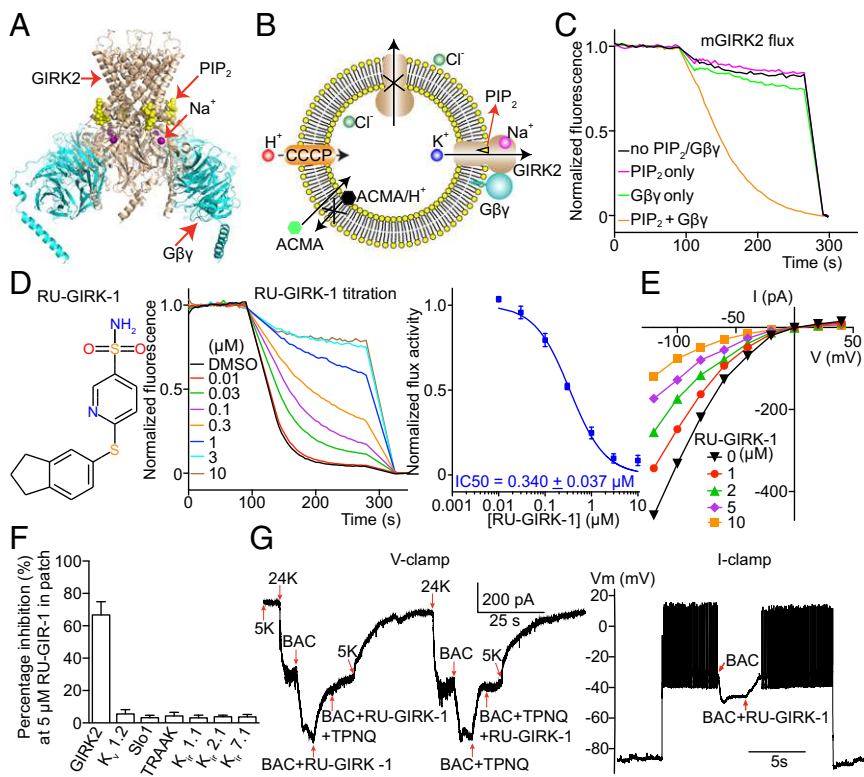 A
GIRK2
PIP2
Na+
Gβγ
B
Cl-
Cl-
PIP2
Na+
H+
CCCP
K+
GIRK2
ACMA/H+
Gβγ
ACMA
C
mGIRK2 flux
Normalized fluorescence
1.0
0.5
0
no PIP2/Gβγ
PIP2 only
Gβγ only
PIP2 + Gβγ
0 100 200 300
Time (s)
D
RU-GIRK-1
NH2
O S O
N
S
RU-GIRK-1 titration
Normalized fluorescence
1.0
0.5
0
(μM)
DMSO
0.01
0.03
0.1
0.3
1
3
10
0 100 200 300 400
Time (s)
Normalized flux activity
1.0
0.5
0.0
IC50 = 0.340 ± 0.037 μM
0.001 0.01 0.1 1 10
[RU-GIRK-1] (μM)
E
I (pA)
-100 -50 50
V (mV)
-200
-400
RU-GIRK-1
(μM)
0
1
2
5
10
F
Percentage inhibition (%)
at 5 μM RU-GIR-1 in patch
100
80
60
40
20
0
GIRK2
Kv 1.2
Slo1
TRAAK
Kir 1.1
Kir 2.1
Kir 7.1
G
V-clamp
24K
5K
BAC
5K
BAC+RU-GIRK-1
+TPNQ
BAC+RU-GIRK -1
24K
200 pA
25 s
BAC
5K
BAC+TPNQ
+RU-GIRK-1
BAC+TPNQ
I-clamp
Vm (mV)
20
0
-20
-40
-60
-80
BAC
BAC+RU-GIRK-1
5s